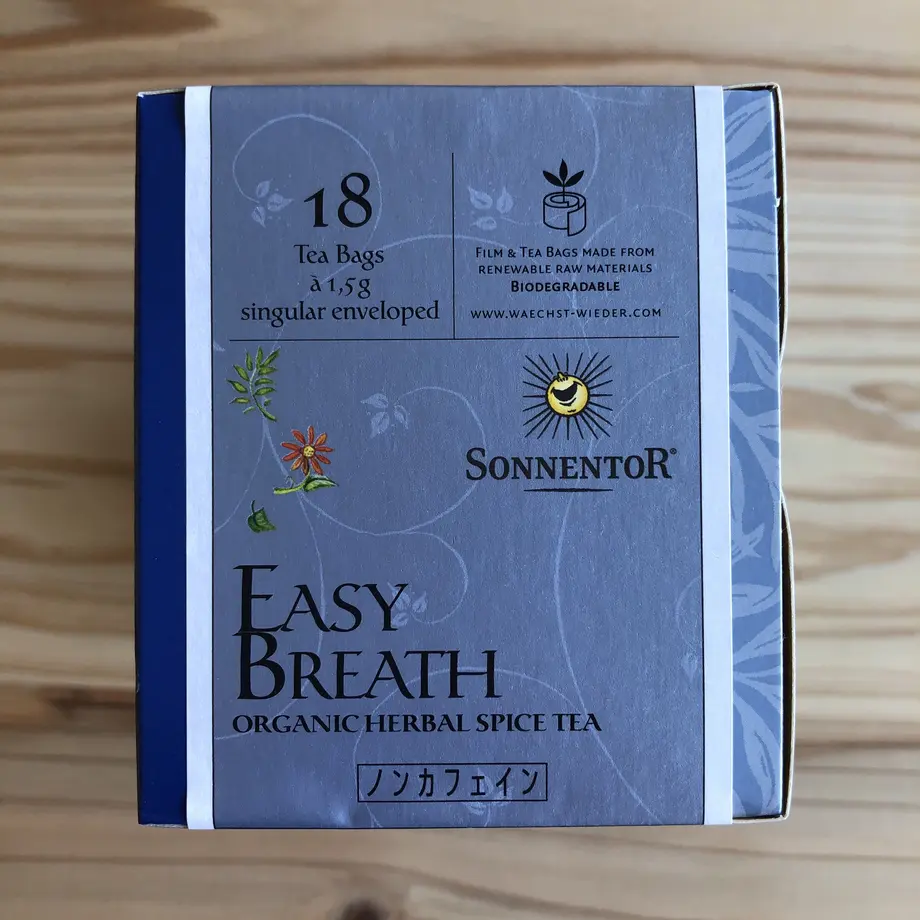 18
Tea Bags
à 1,5g
singular enveloped
FILM & TEA BAGS MADE FROM
RENEWABLE RAW MATERIALS
BIODEGRADABLE
WWW.WAECHST-WIEDER.COM
SONNENTOR®
EASY
BREATH
ORGANIC HERBAL SPICE TEA
ノンカフェイン